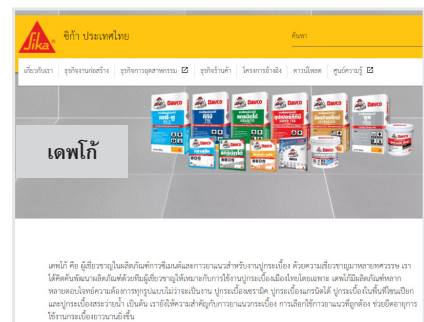 Sika
ซิก้า ประเทศไทย
ค้นหา
เกี่ยวกับเรา ธุรกิจงานก่อสร้าง ธุรกิจภาวอุตสาหกรรม ธุรกิจร้านค้า โครงการอ้างอิง ดาวน์โหลด ศูนย์ความรู้
DAVCO DAVCO DAVCO DAVCO DAVCO DAVCO
เดฟโก้
เดฟโก้ คือ ผู้เชี่ยวชาญในผลิตภัณฑ์กาวซีเมนต์และกาวยาแนวสำหรับงานปูกระเบื้อง ด้วยความเชี่ยวชาญมาหลายทศวรรษ เรา
ได้คิดค้นพัฒนาผลิตภัณฑ์ด้วยทีมผู้เชี่ยวชาญให้เหมาะกับการใช้งานปูกระเบื้องเมืองไทยโดยเฉพาะ เดฟโก้มีผลิตภัณฑ์หลาก
หลายตอบโจทย์ความต้องการทุกรูปแบบไม่ว่าจะเป็นงาน ปูกระเบื้องเซรามิค ปูกระเบื้องแกรนิตโต้ ปูกระเบื้องในพื้นที่โซนเปียก
และปูกระเบื้องสระว่ายน้ำ เป็นต้น เรายังให้ความสำคัญกับกาวยาแนวกระเบื้อง การเลือกใช้กาวยาแนวที่ถูกต้อง ช่วยยืดอายุการ
ใช้งานกระเบื้องยาวนานยิ่งขึ้น